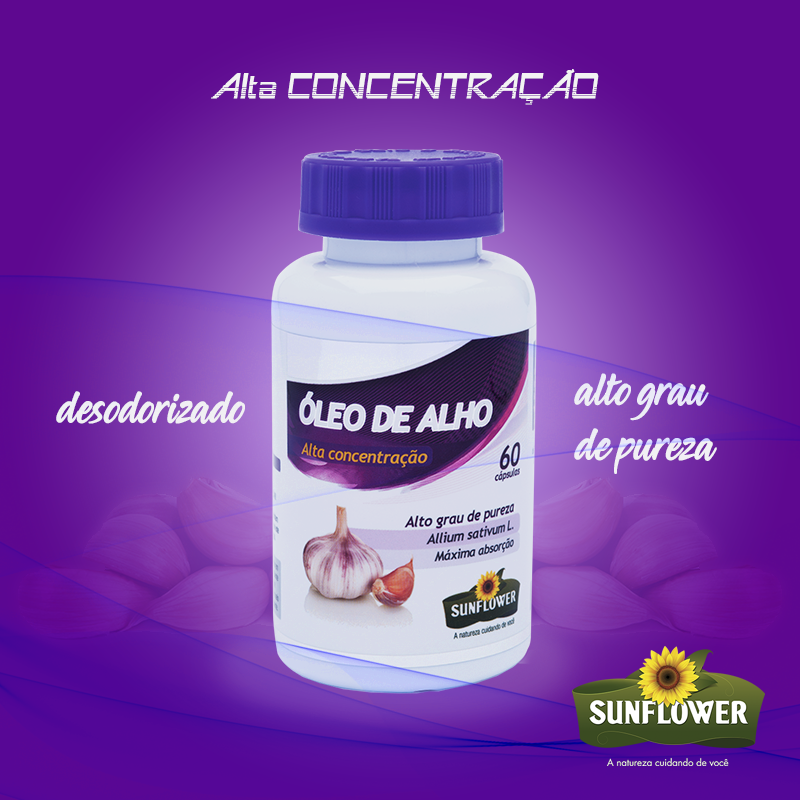 Alta CONCENTRAÇÃO
desodorizado
alto grau
de pureza
ÓLEO DE ALHO
Alta concentração
60
cápsulas
Alto grau de pureza
Allium sativum L.
Máxima absorção
SUNFLOWER
A natureza cuidando de você
SUNFLOWER
A natureza cuidando de você